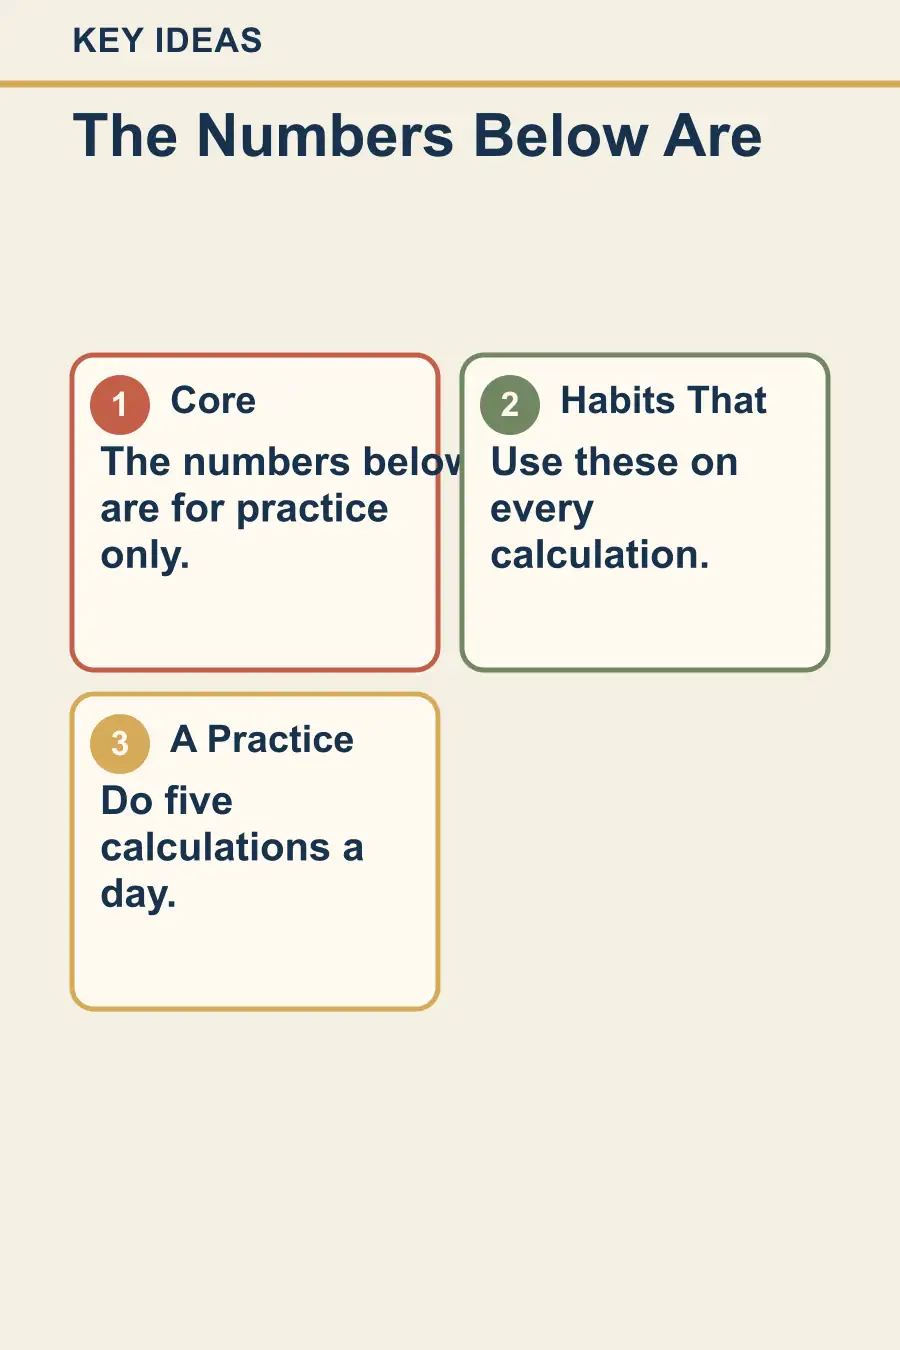 KEY IDEAS
The Numbers Below Are
1 Core
The numbers below
are for practice
only.
2 Habits That
Use these on
every
calculation.
3 A Practice
Do five
calculations a
day.